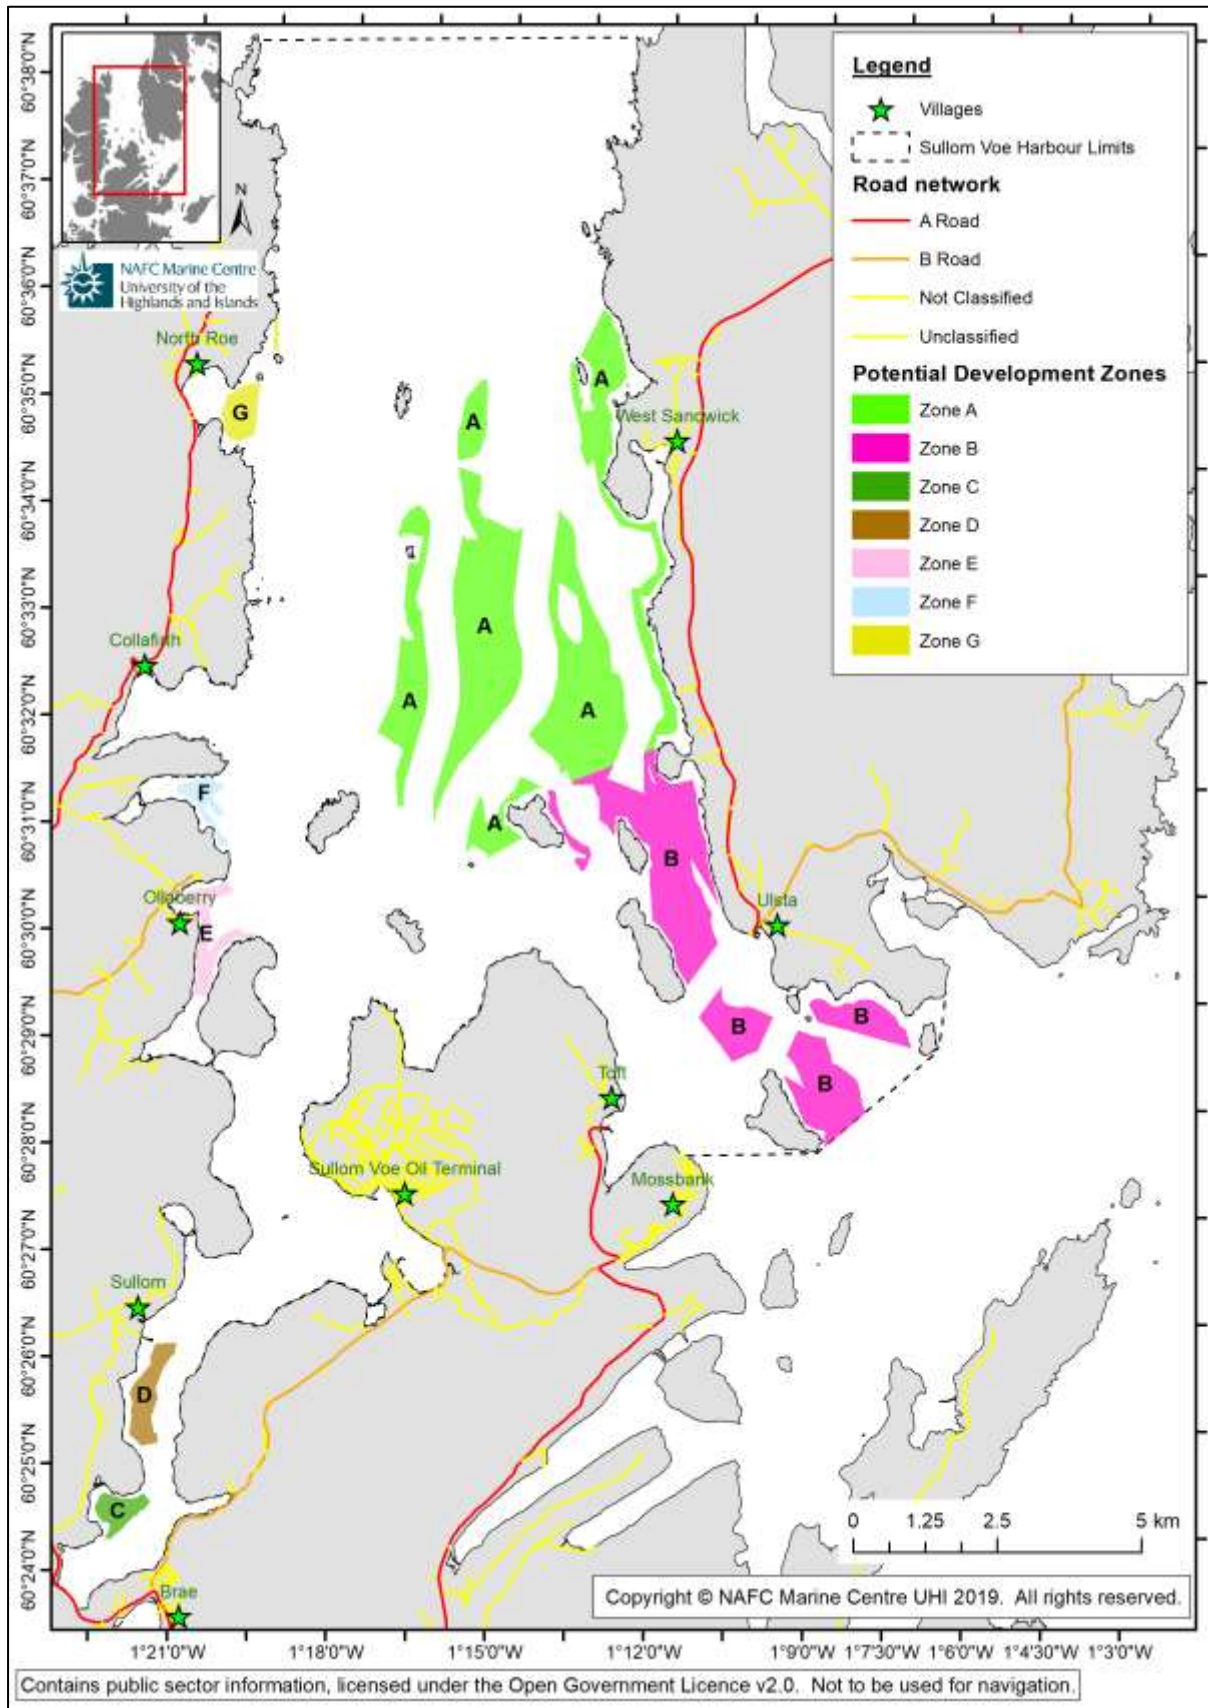 Legend
Villages
Sullom Voe Harbour Limits
Road network
A Road
B Road
Not Classified
Unclassified
Potential Development Zones
Zone A
Zone B
Zone C
Zone D
Zone E
Zone F
Zone G
N
NAFC Marine Centre
University of the
Highlands and Islands
North Roe
G
A
A
West Sandwick
A
Collafirth
A
A
F
A
B
Ollaberry
E
Ulsta
B
B
B
Toft
Sullom Voe Oil Terminal
Mossbank
Sullom
D
C
Brae
60°38'0"N
60°37'0"N
60°36'0"N
60°35'0"N
60°34'0"N
60°33'0"N
60°32'0"N
60°31'0"N
60°30'0"N
60°29'0"N
60°28'0"N
60°27'0"N
60°26'0"N
60°25'0"N
60°24'0"N
0 1.25 2.5 5 km
Copyright © NAFC Marine Centre UHI 2019. All rights reserved.
1°21'0"W 1°18'0"W 1°15'0"W 1°12'0"W 1°9'0"W 1°7'30"W 1°6'0"W 1°4'30"W 1°3'0"W
Contains public sector information, licensed under the Open Government Licence v2.0. Not to be used for navigation.